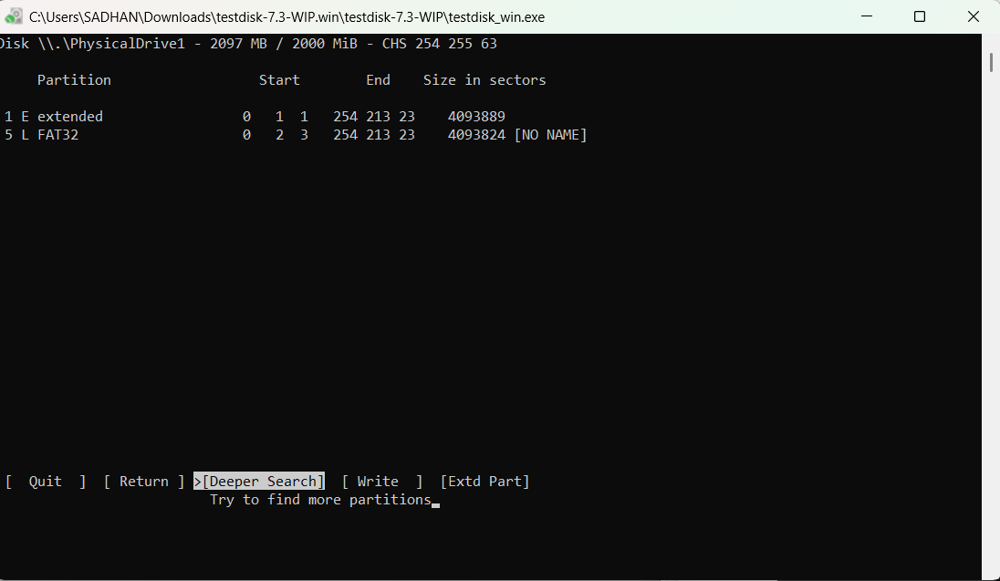 C:\Users\SADHAN\Downloads\testdisk-7.3-WIP.win\testdisk-7.3-WIP\testdisk_win.exe
Disk \\.\PhysicalDrive1 - 2097 MB / 2000 MiB - CHS 254 255 63
Partition Start End Size in sectors
1 E extended 0 1 1 254 213 23 4093889
5 L FAT32 0 2 3 254 213 23 4093824 [NO NAME]
[ Quit ] [ Return ] >[Deeper Search] [ Write ] [Extd Part]
Try to find more partitions_